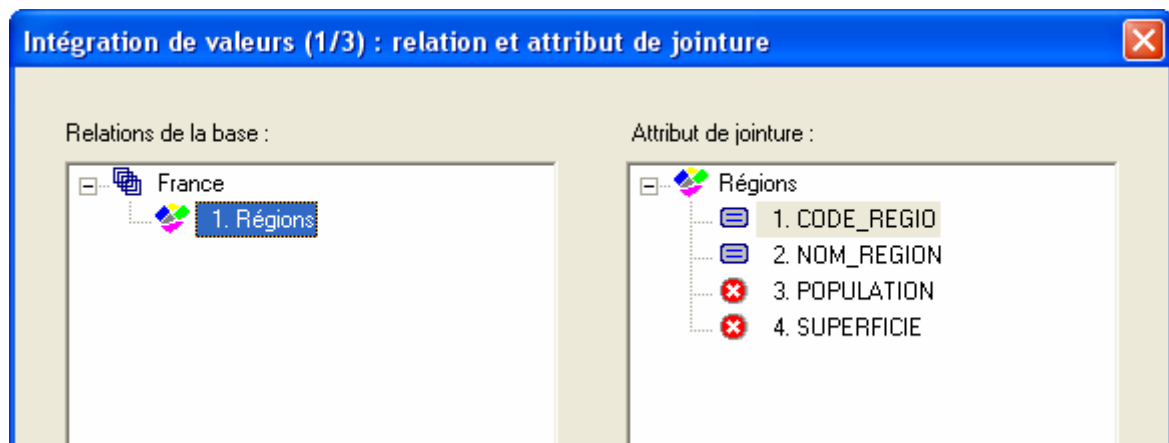 Intégration de valeurs (1/3) : relation et attribut de jointure
Relations de la base :
France
1. Régions
Attribut de jointure :
Régions
1. CODE_REGIO
2. NOM_REGION
3. POPULATION
4. SUPERFICIE